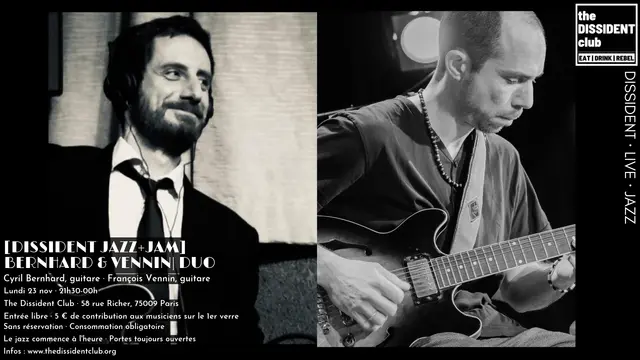 the
DISSIDENT
club
EAT | DRINK | REBEL
DISSIDENT · LIVE · JAZZ
[DISSIDENT JAZZ+JAM]
BERNHARD & VENNIN| DUO
Cyril Bernhard, guitare · François Vennin, guitare
Lundi 23 nov · 21h30-00h
The Dissident Club · 58 rue Richer, 75009 Paris
Entrée libre · 5 € de contribution aux musiciens sur le 1er verre
Sans réservation · Consommation obligatoire
Le jazz commence à l'heure · Portes toujours ouvertes
Infos : www.thedissidentclub.org